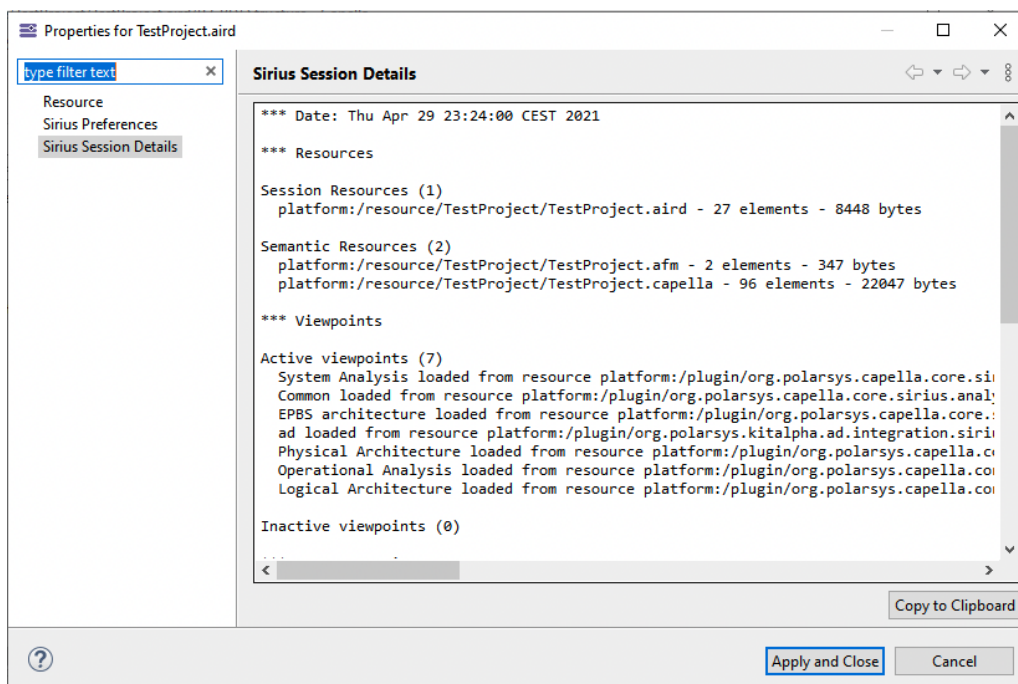 Properties for TestProject.aird
type filter text
Resource
Sirius Preferences
Sirius Session Details
Sirius Session Details
*** Date: Thu Apr 29 23:24:00 CEST 2021
*** Resources
Session Resources (1)
platform:/resource/TestProject/TestProject.aird - 27 elements - 8448 bytes
Semantic Resources (2)
platform:/resource/TestProject/TestProject.afm - 2 elements - 347 bytes
platform:/resource/TestProject/TestProject.capella - 96 elements - 22047 bytes
*** Viewpoints
Active viewpoints (7)
System Analysis loaded from resource platform:/plugin/org.polarsys.capella.core.si
Common loaded from resource platform:/plugin/org.polarsys.capella.core.sirius.anal
EPBS architecture loaded from resource platform:/plugin/org.polarsys.capella.core.
ad loaded from resource platform:/plugin/org.polarsys.kitalpha.ad.integration.siri
Physical Architecture loaded from resource platform:/plugin/org.polarsys.capella.c
Operational Analysis loaded from resource platform:/plugin/org.polarsys.capella.co
Logical Architecture loaded from resource platform:/plugin/org.polarsys.capella.co
Inactive viewpoints (0)
Copy to Clipboard
Apply and Close
Cancel